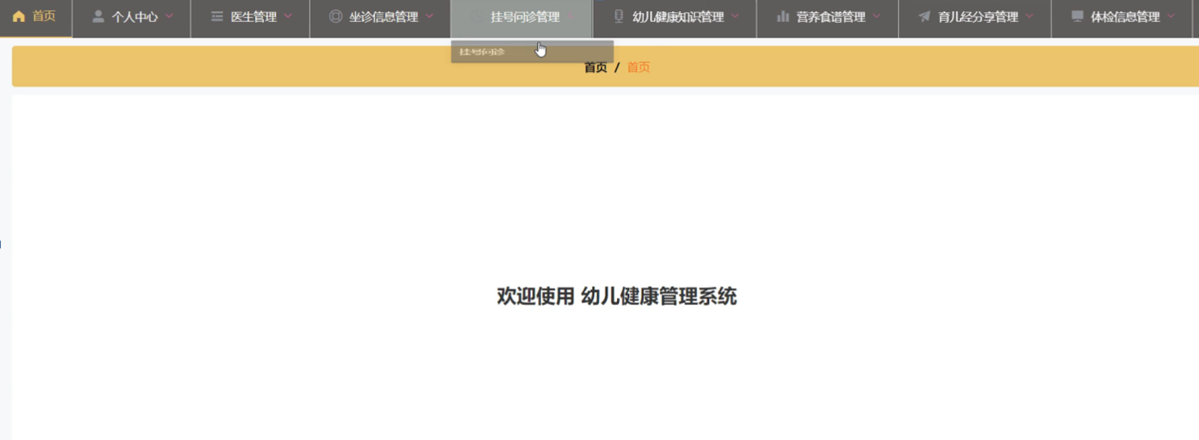 首页 个人中心 医生管理 坐诊信息管理 挂号问诊管理 幼儿健康知识管理 营养食谱管理 育儿经分享管理 体检信息管理
挂号问诊
首页 / 首页
欢迎使用 幼儿健康管理系统